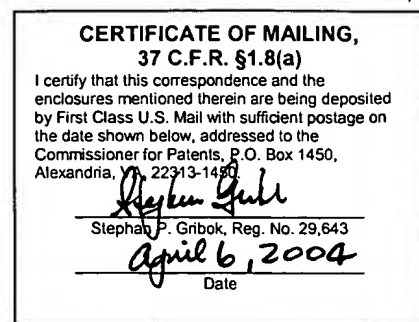 CERTIFICATE OF MAILING,
37 C.F.R. §1.8(a)
I certify that this correspondence and the
enclosures mentioned therein are being deposited
by First Class U.S. Mail with sufficient postage on
the date shown below, addressed to the
Commissioner for Patents, P.O. Box 1450,
Alexandria, VA 22313-1450.
Stephan Gribok
Stephan P. Gribok, Reg. No. 29,643
april 6, 2004
Date